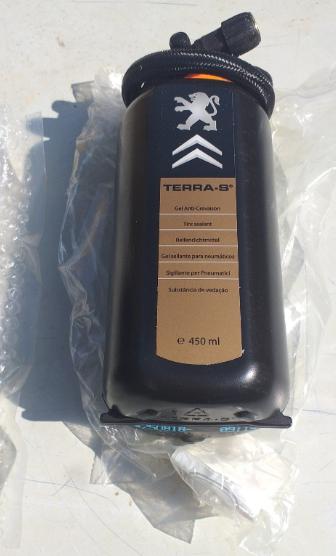 TERRA-S®
Gel Anti-Crevaison
Tire sealant
Reifendichtmittel
Gel sellante para neumáticos
Sigillante per Pneumatici
Substância de vedação
℮ 450 ml
TERRA-S